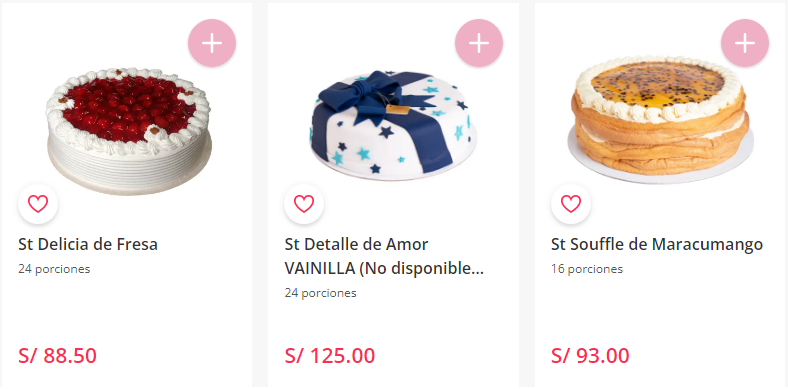 St Delicia de Fresa
24 porciones
S/ 88.50
St Detalle de Amor
VAINILLA (No disponible...
24 porciones
S/ 125.00
St Souffle de Maracumango
16 porciones
S/ 93.00